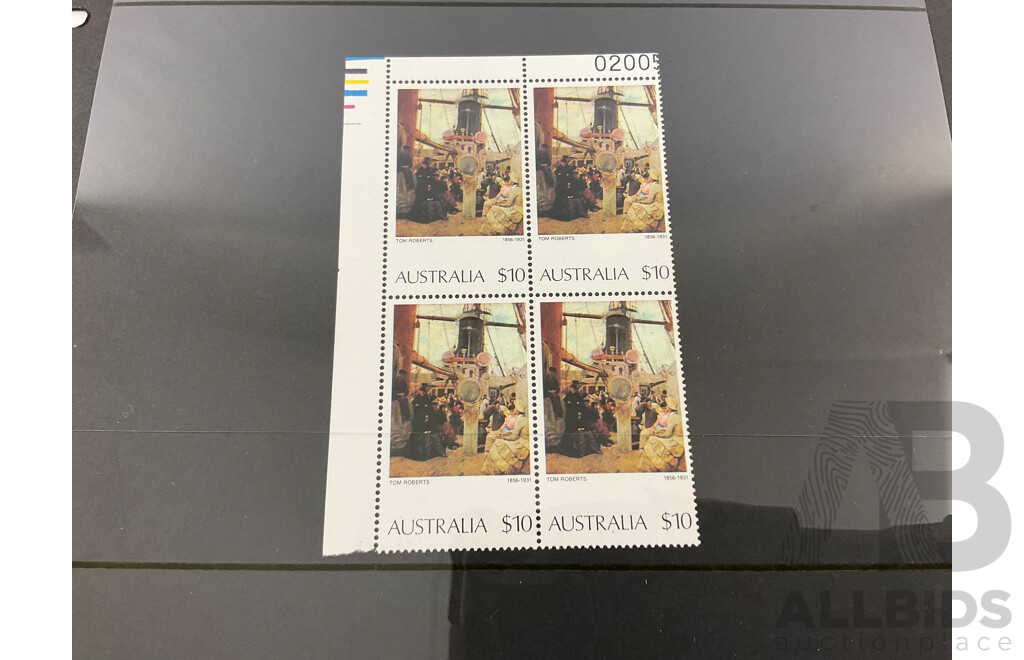 02005
TOM ROBERTS 1856-1931 TOM ROBERTS 1856-1931
AUSTRALIA $10 AUSTRALIA $10
TOM ROBERTS 1856-1931 TOM ROBERTS 1856-1931
AUSTRALIA $10 AUSTRALIA $10
AB
ALLBIDS
auctionplace